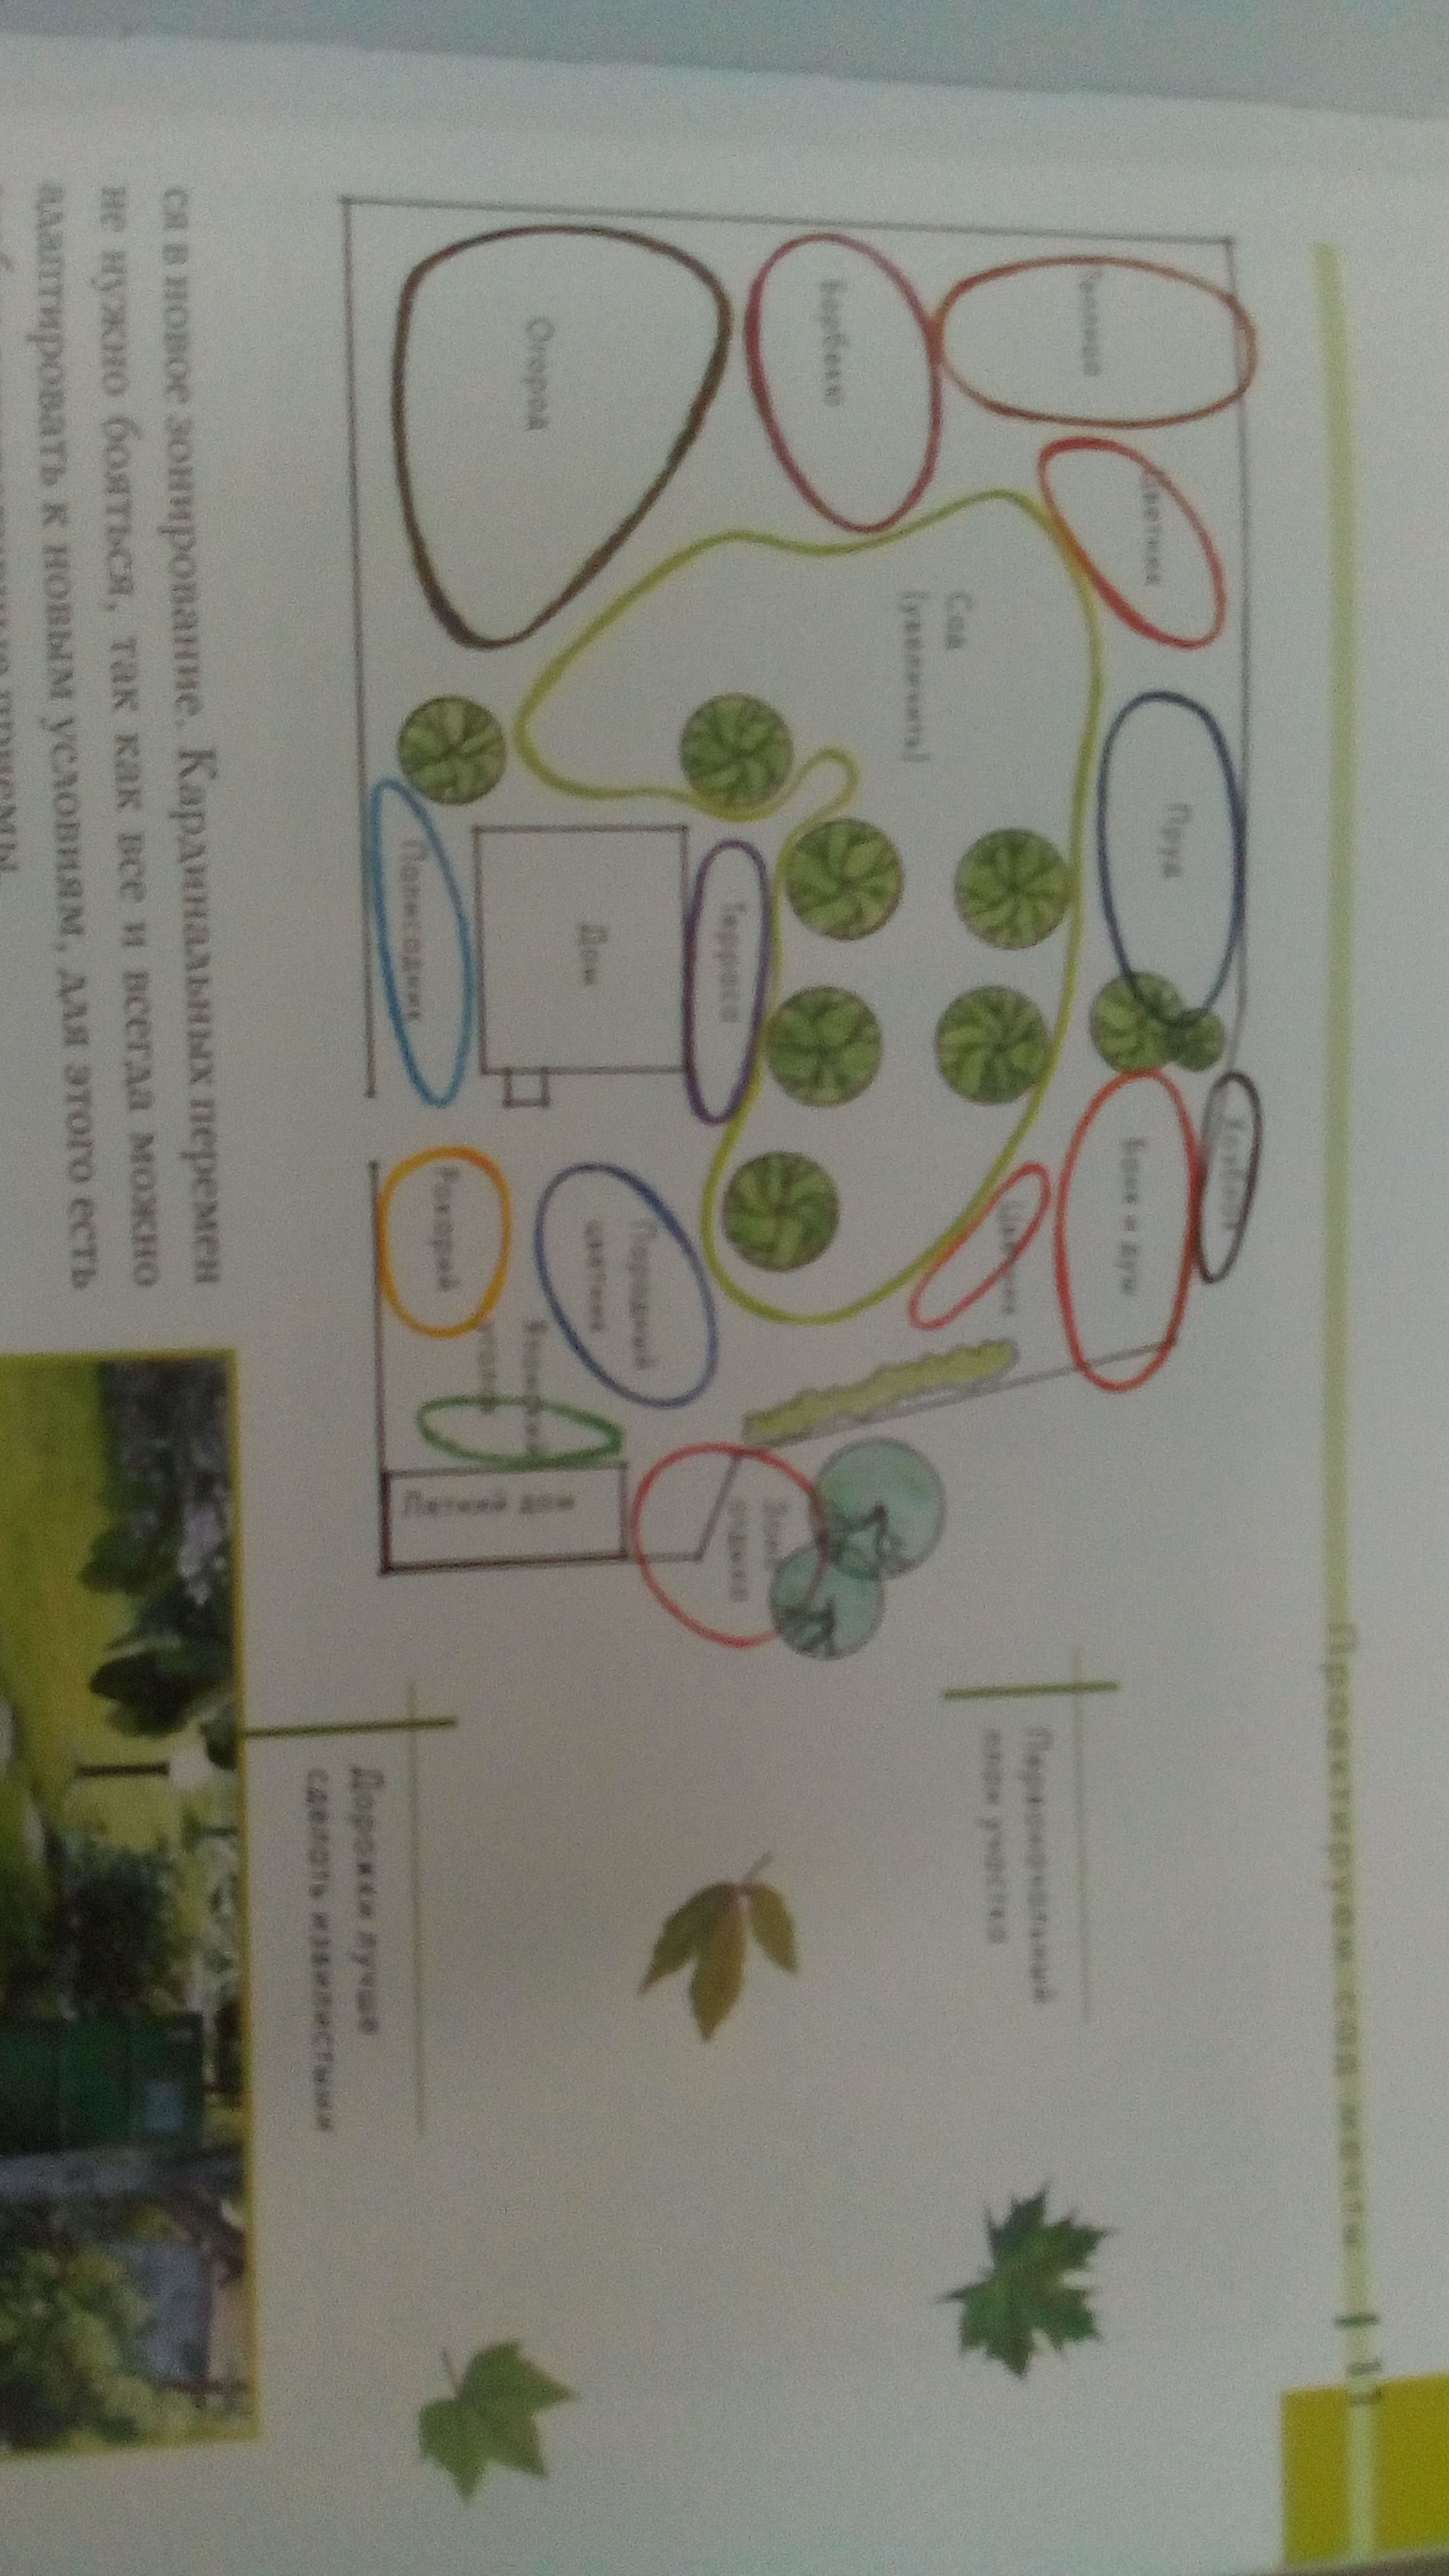 Проектируем сад мечты | 11
Хозблок
Теплица
Цветник
Пруд
Баня и душ
Цветник
Первоначальный
план участка
Сад
(увеличить)
Барбекю
Терраса
Зона
отдыха
Дом
Парадный
цветник
Огород
Японский
уголок
Летний дом
Палисадник
Рокарий
Дорожки лучше
сделать извилистыми
ся в новое зонирование. Кардинальных перемен
не нужно бояться, так как все и всегда можно
адаптировать к новым условиям, для этого есть
приемы.